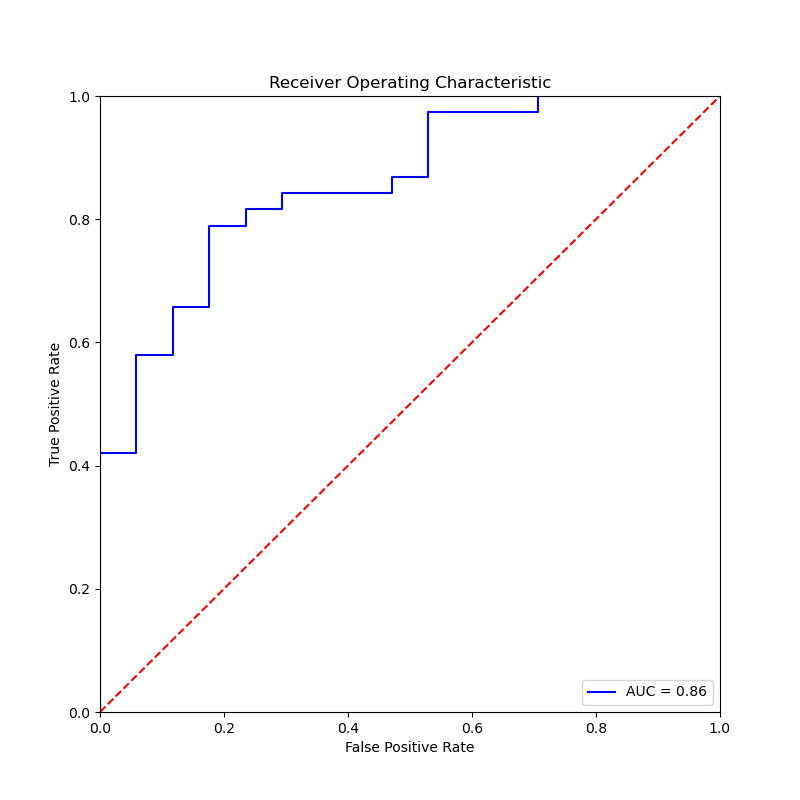 Receiver Operating Characteristic
1.0
0.8
0.6
0.4
0.2
0.0
True Positive Rate
AUC = 0.86
0.0 0.2 0.4 0.6 0.8 1.0
False Positive Rate